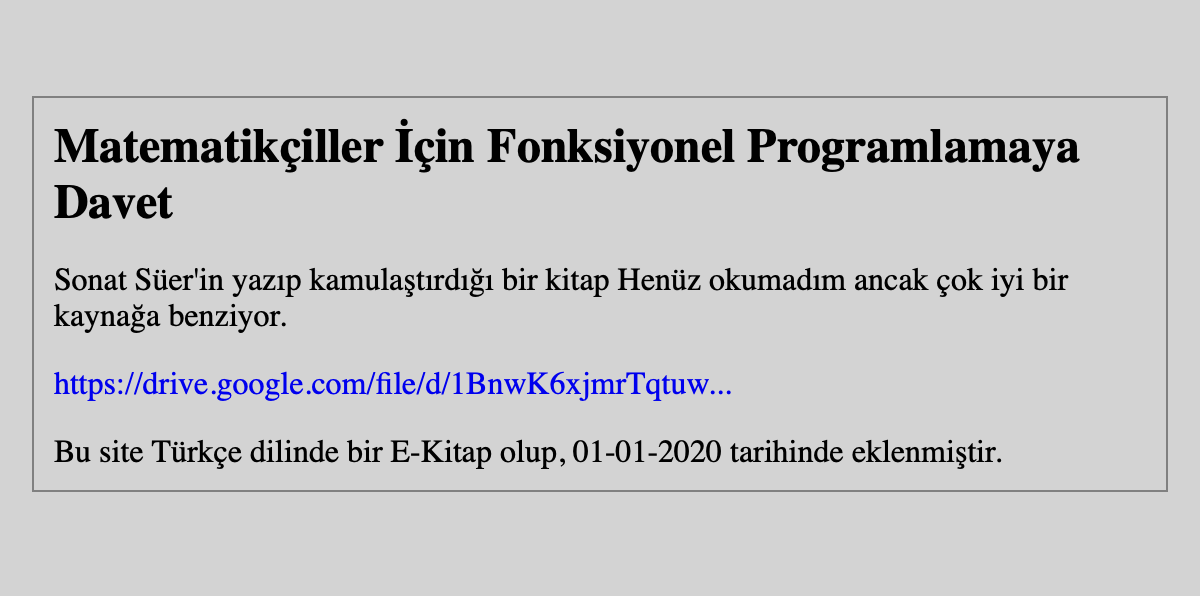 Matematikçiller İçin Fonksiyonel Programlamaya
Davet
Sonat Süer'in yazıp kamulaştırdığı bir kitap Henüz okumadım ancak çok iyi bir
kaynağa benziyor.
https://drive.google.com/file/d/1BnwK6xjmrTqtuw...
Bu site Türkçe dilinde bir E-Kitap olup, 01-01-2020 tarihinde eklenmiştir.